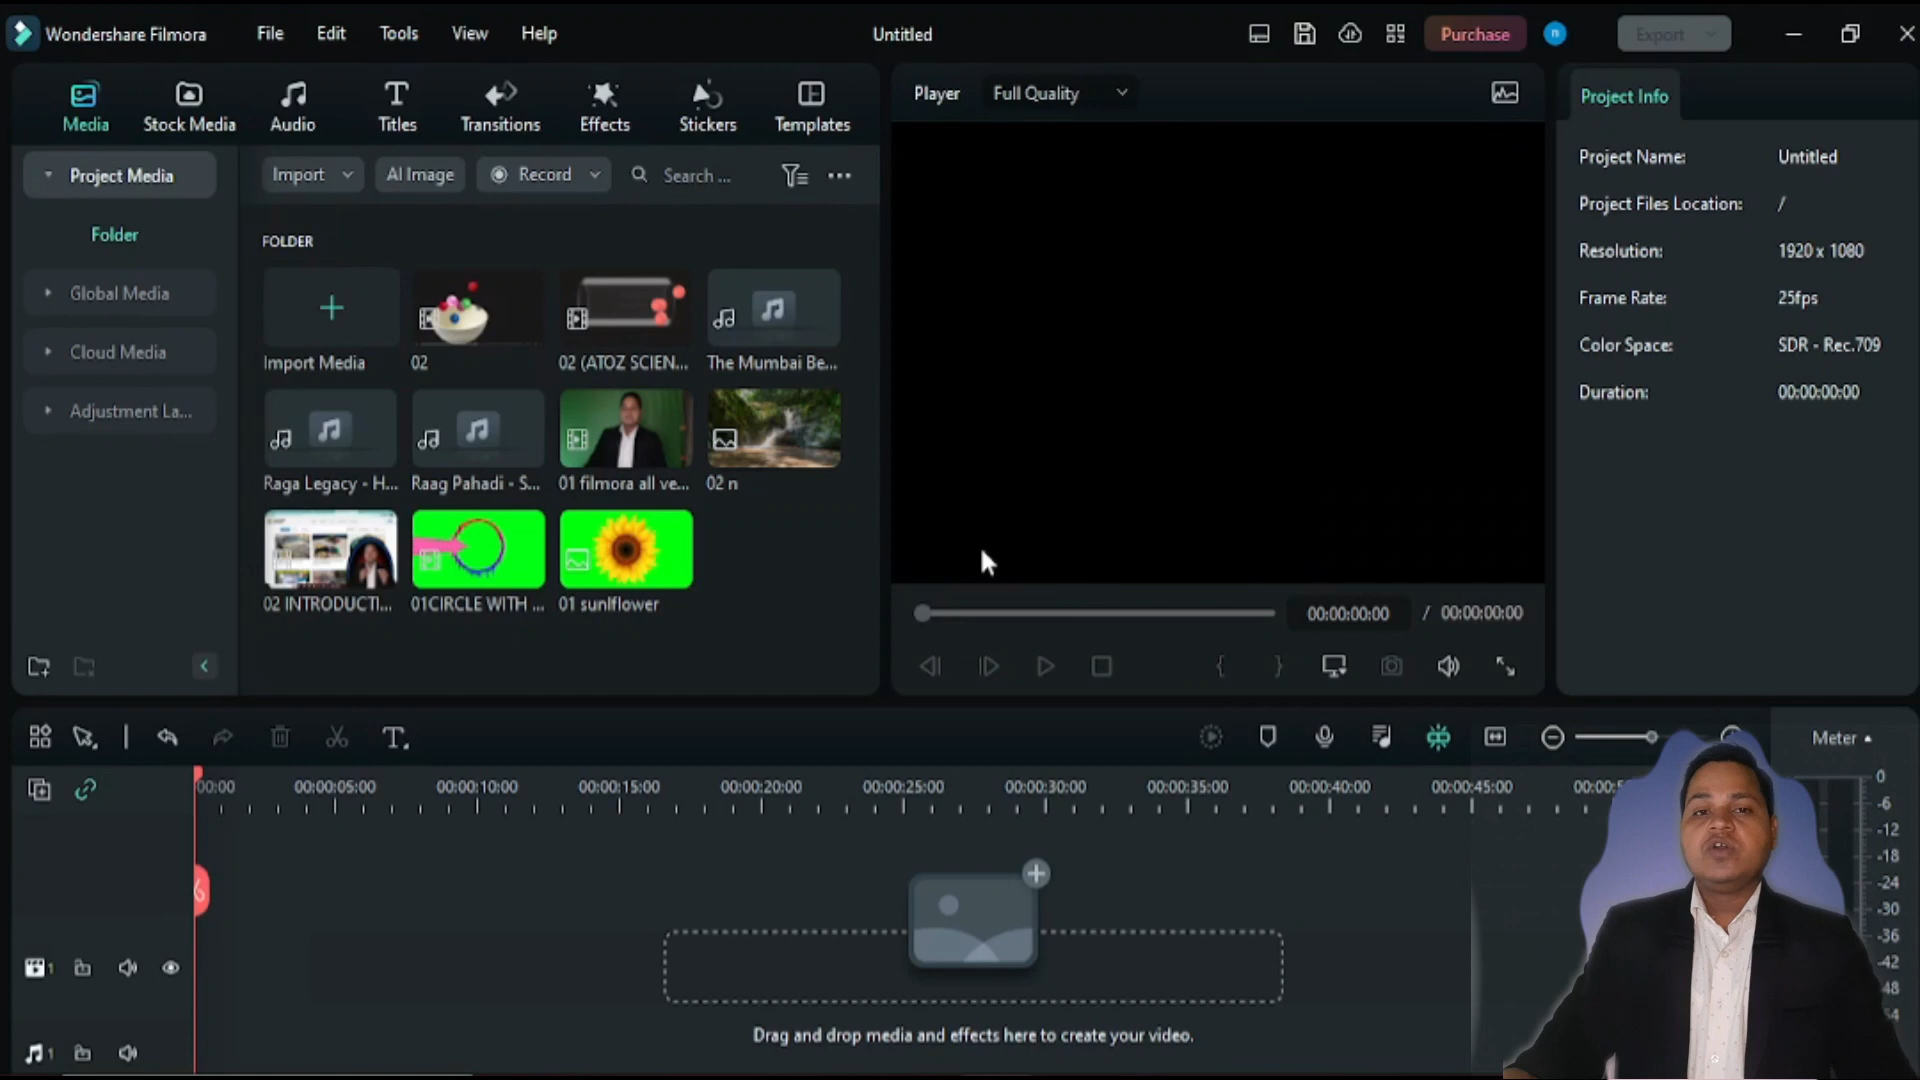 Wondershare Filmora File Edit Tools View Help Untitled Purchase n Export
Media Stock Media Audio Titles Transitions Effects Stickers Templates
Project Media
Folder
Global Media
Cloud Media
Adjustment La...
Import AI Image Record Search ...
FOLDER
Import Media 02 02 (ATOZ SCIEN... The Mumbai Be...
Raga Legacy - H... Raag Pahadi - S... 01 filmora all ve... 02 n
02 INTRODUCTI... 01CIRCLE WITH ... 01 sunlflower
Player Full Quality
00:00:00:00 / 00:00:00:00
Project Info
Project Name: Untitled
Project Files Location: /
Resolution: 1920 x 1080
Frame Rate: 25fps
Color Space: SDR - Rec.709
Duration: 00:00:00:00
Meter
00:00 00:00:05:00 00:00:10:00 00:00:15:00 00:00:20:00 00:00:25:00 00:00:30:00 00:00:35:00 00:00:40:00 00:00:45:00
0
-6
-12
-18
-24
-30
-36
-42
48
54
1
Drag and drop media and effects here to create your video.
1